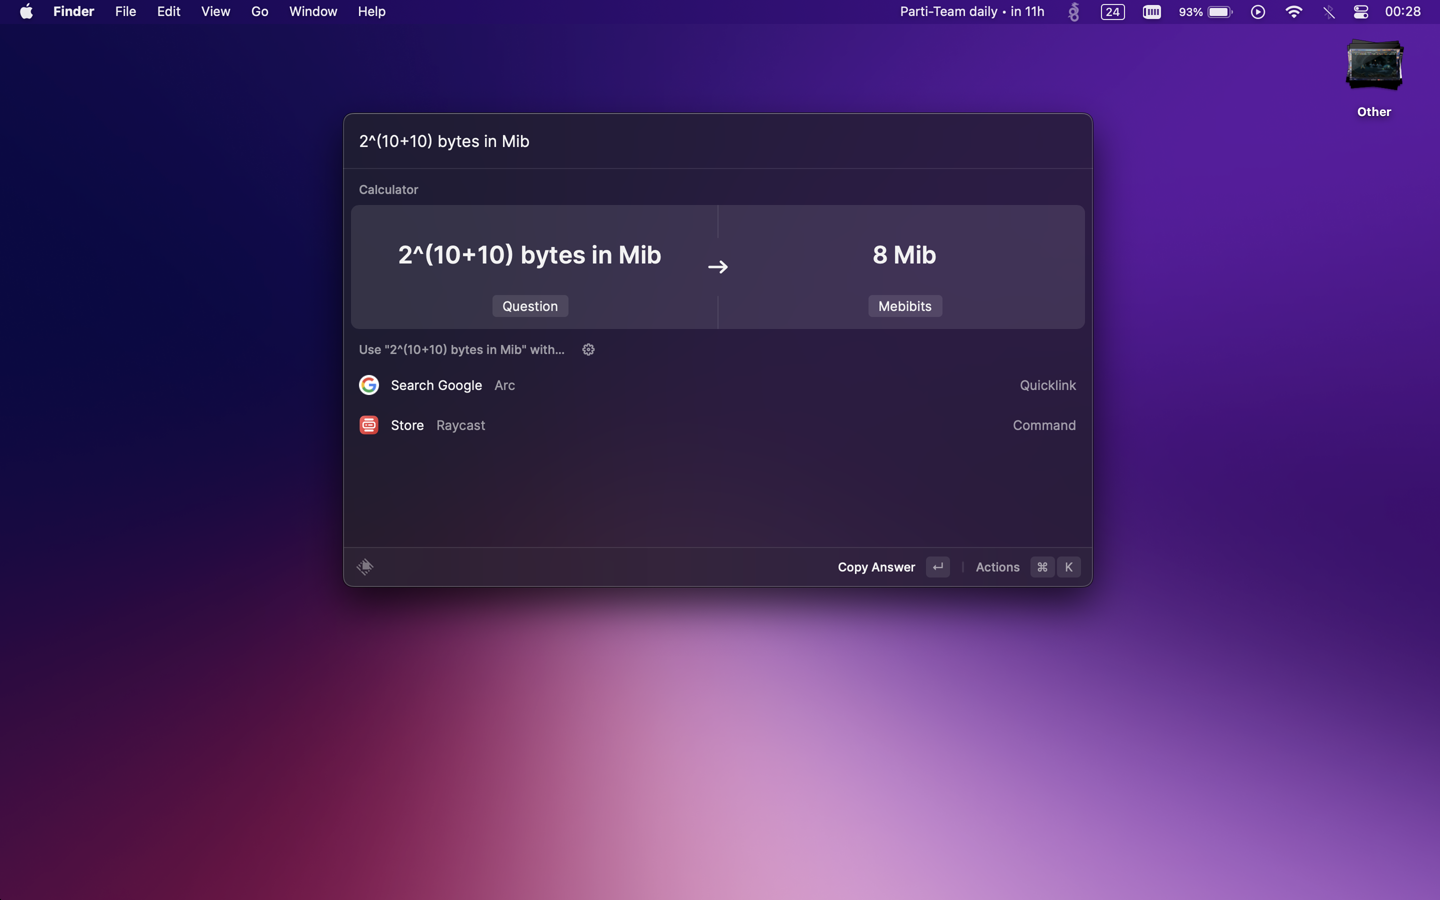 Finder File Edit View Go Window Help Parti-Team daily • in 11h 24 93% 00:28
Other
2^(10+10) bytes in Mib
Calculator
2^(10+10) bytes in Mib → 8 Mib
Question Mebibits
Use "2^(10+10) bytes in Mib" with...
Search Google Arc Quicklink
Store Raycast Command
Copy Answer ↵ Actions ⌘ K